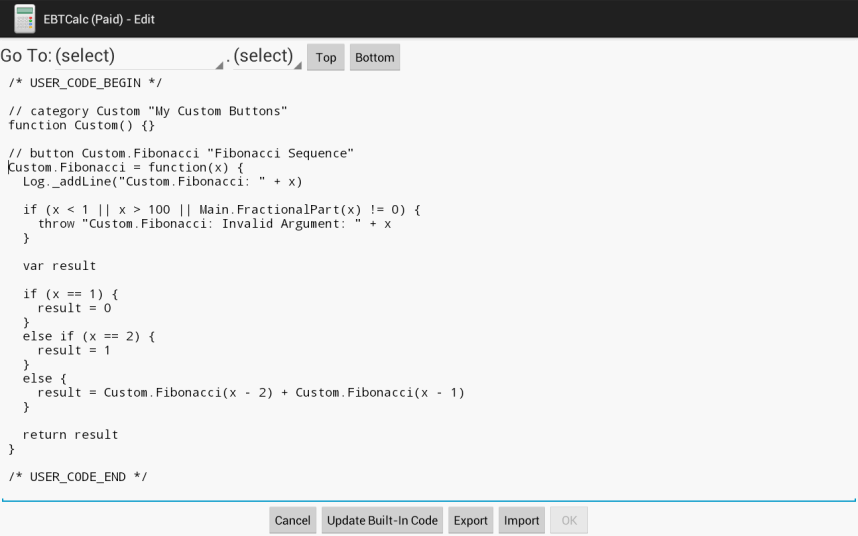 EBTCalc (Paid) - Edit
Go To: (select) . (select) Top Bottom
/* USER_CODE_BEGIN */
// category Custom "My Custom Buttons"
function Custom() {}
// button Custom.Fibonacci "Fibonacci Sequence"
Custom.Fibonacci = function(x) {
  Log._addLine("Custom.Fibonacci: " + x)
  if (x < 1 || x > 100 || Main.FractionalPart(x) != 0) {
    throw "Custom.Fibonacci: Invalid Argument: " + x
  }
  var result
  if (x == 1) {
    result = 0
  }
  else if (x == 2) {
    result = 1
  }
  else {
    result = Custom.Fibonacci(x - 2) + Custom.Fibonacci(x - 1)
  }
  return result
}
/* USER_CODE_END */
Cancel Update Built-In Code Export Import OK